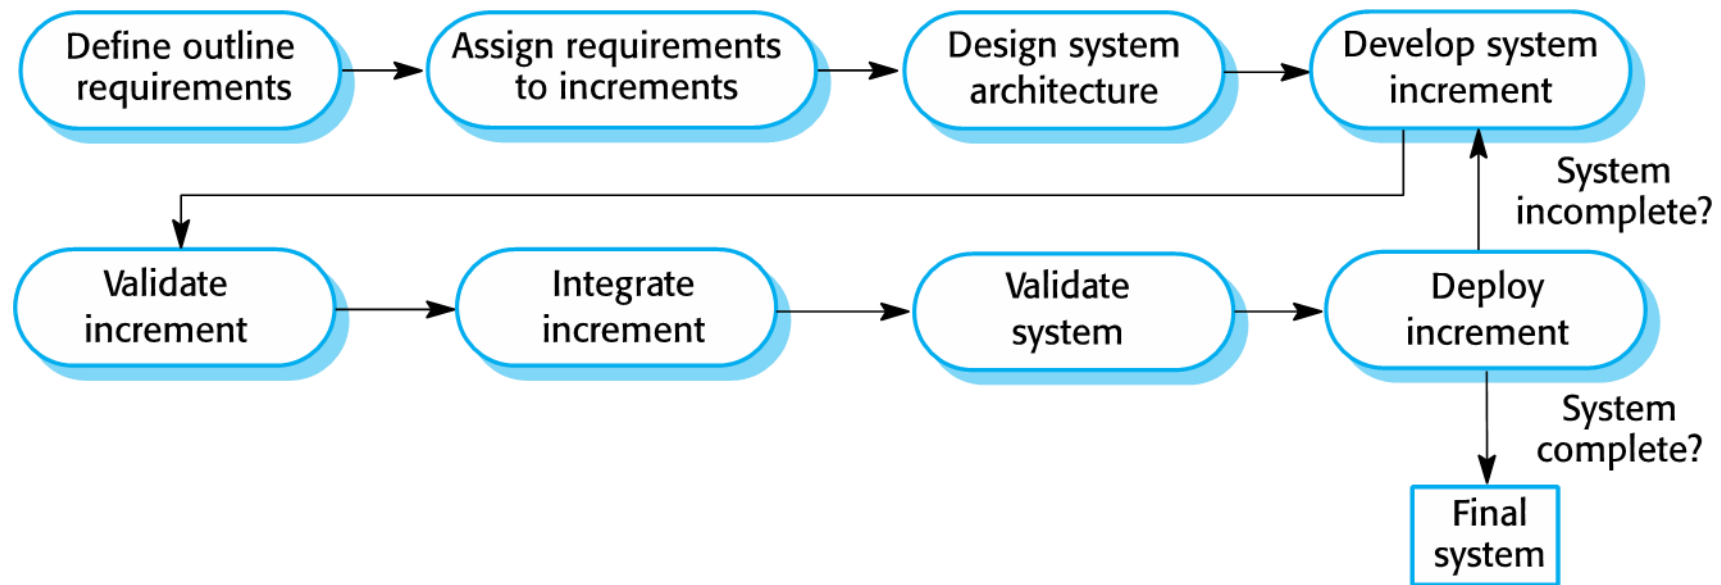 Define outline
requirements
Assign requirements
to increments
Design system
architecture
Develop system
increment
System
incomplete?
Validate
increment
Integrate
increment
Validate
system
Deploy
increment
System
complete?
Final
system